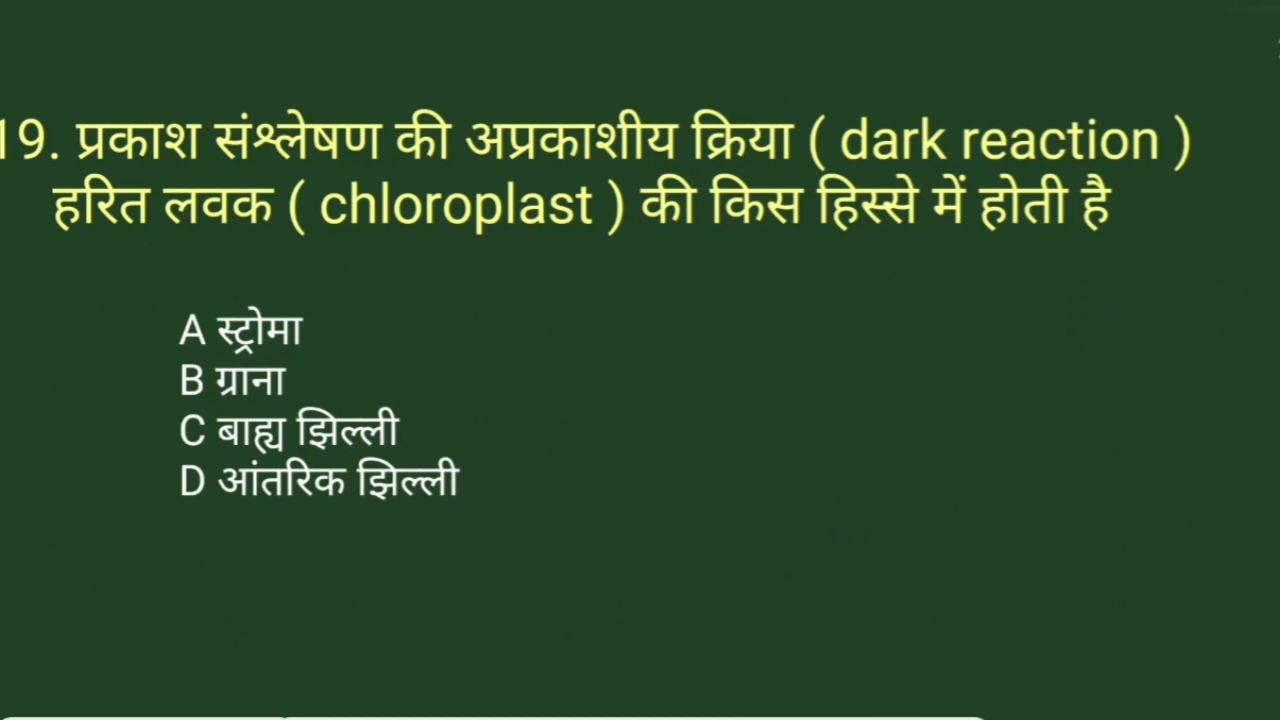 19. प्रकाश संश्लेषण की अप्रकाशीय क्रिया ( dark reaction )
हरित लवक ( chloroplast ) की किस हिस्से में होती है
A स्ट्रोमा
B ग्राना
C बाह्य झिल्ली
D आंतरिक झिल्ली